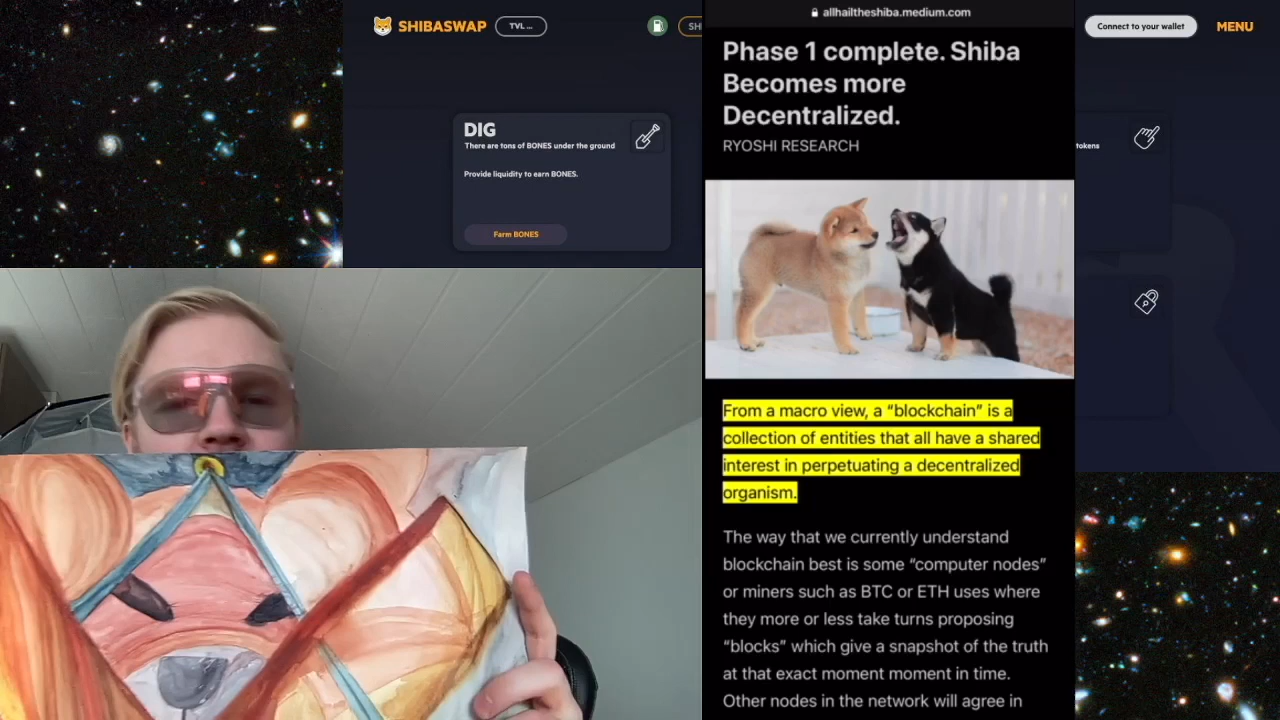 SHIBASWAP
TVL ...
SH
DIG
There are tons of BONES under the ground
Provide liquidity to earn BONES.
Farm BONES
allhailtheshiba.medium.com
Phase 1 complete. Shiba
Becomes more
Decentralized.
RYOSHI RESEARCH
From a macro view, a “blockchain” is a
collection of entities that all have a shared
interest in perpetuating a decentralized
organism.
The way that we currently understand
blockchain best is some “computer nodes”
or miners such as BTC or ETH uses where
they more or less take turns proposing
“blocks” which give a snapshot of the truth
at that exact moment moment in time.
Other nodes in the network will agree in
Connect to your wallet
MENU
tokens